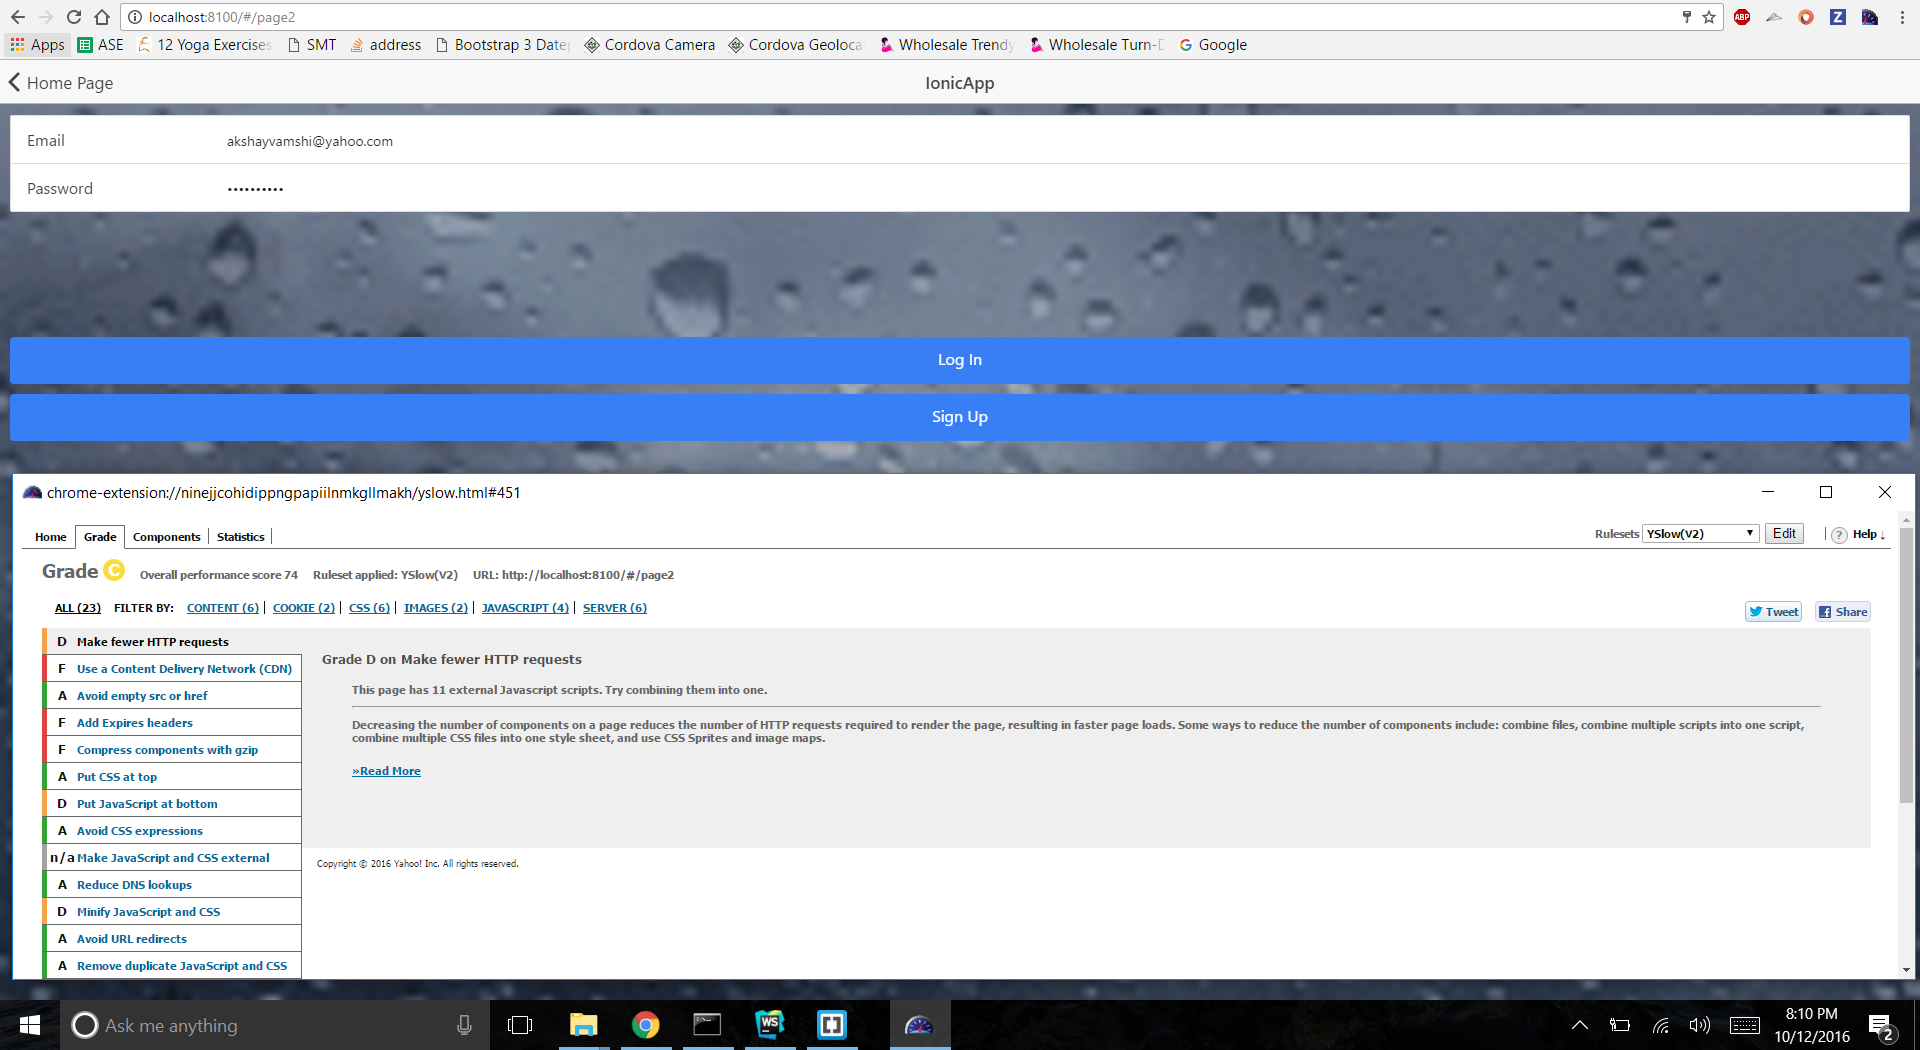 localhost:8100/#/page2
ABP
Z
Apps
ASE
12 Yoga Exercises
SMT
address
Bootstrap 3 Date
Cordova Camera
Cordova Geoloca
Wholesale Trendy
Wholesale Turn-D
Google
Home Page
IonicApp
Email akshayvamshi@yahoo.com
Password ••••••••••
Log In
Sign Up
chrome-extension://ninejjcohidippngpapiilnmkgllmakh/yslow.html#451
Home Grade Components Statistics
Rulesets YSlow(V2) Edit ? Help ↓
Grade C Overall performance score 74 Ruleset applied: YSlow(V2) URL: http://localhost:8100/#/page2
ALL (23) FILTER BY: CONTENT (6) | COOKIE (2) | CSS (6) | IMAGES (2) | JAVASCRIPT (4) | SERVER (6)
Tweet Share
D Make fewer HTTP requests
F Use a Content Delivery Network (CDN)
A Avoid empty src or href
F Add Expires headers
F Compress components with gzip
A Put CSS at top
D Put JavaScript at bottom
A Avoid CSS expressions
n/a Make JavaScript and CSS external
A Reduce DNS lookups
D Minify JavaScript and CSS
A Avoid URL redirects
A Remove duplicate JavaScript and CSS
Grade D on Make fewer HTTP requests
This page has 11 external Javascript scripts. Try combining them into one.
Decreasing the number of components on a page reduces the number of HTTP requests required to render the page, resulting in faster page loads. Some ways to reduce the number of components include: combine files, combine multiple scripts into one script,
combine multiple CSS files into one style sheet, and use CSS Sprites and image maps.
»Read More
Copyright © 2016 Yahoo! Inc. All rights reserved.
Ask me anything
WS
8:10 PM
10/12/2016
2